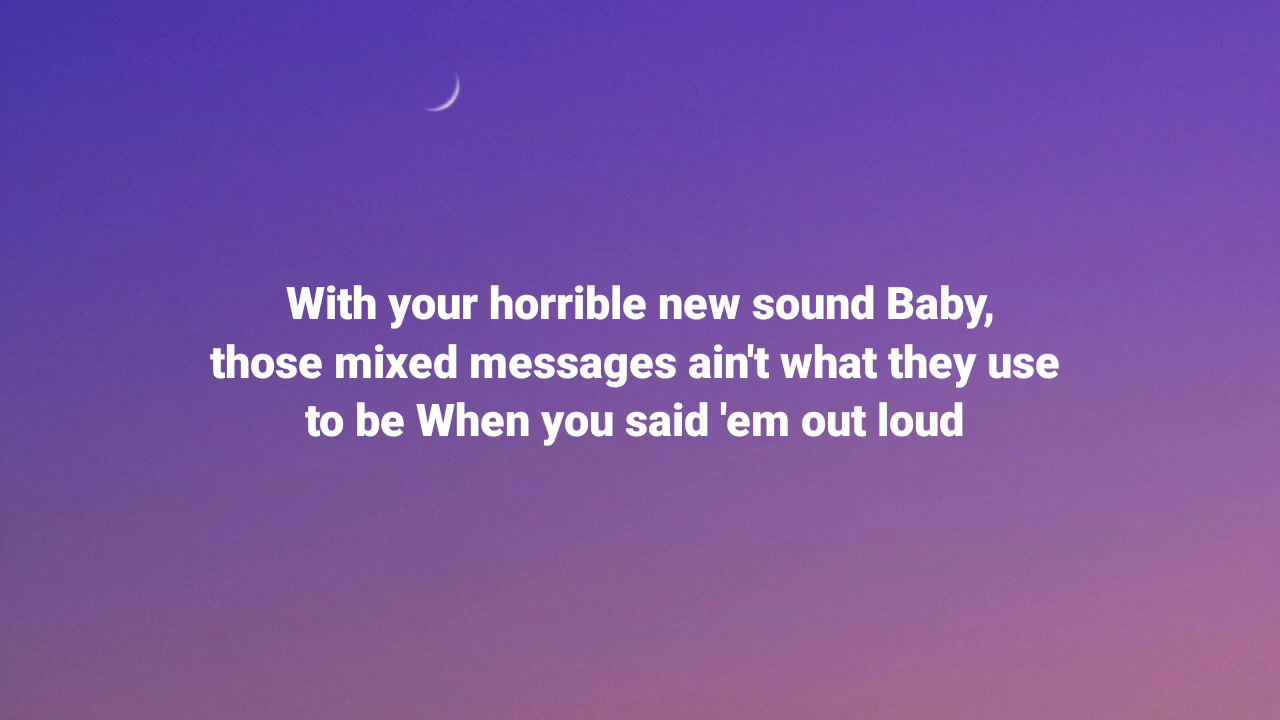 With your horrible new sound Baby,
those mixed messages ain't what they use
to be When you said 'em out loud